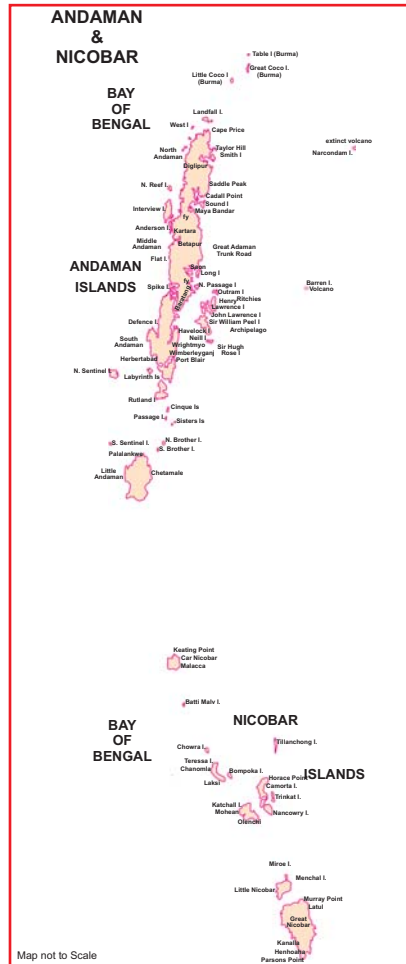 ANDAMAN
&
NICOBAR
Table I (Burma)
Great Coco I.
(Burma)
Little Coco I
(Burma)
BAY
OF
BENGAL
Landfall I.
West I
Cape Price
extinct volcano
Narcondam I.
North
Andaman
Taylor Hill
Smith I
Diglipur
N. Reef I.
Saddle Peak
Cadall Point
Sound I
Interview I.
Maya Bandar
fy
Anderson I
Kartara
Middle
Andaman
Betapur
Great Adaman
Trunk Road
Flat I.
ANDAMAN
ISLANDS
Long I
Spike I
N. Passage I
Outram I
Barren I.
Volcano
Henry
Ritchies
Lawrence I
John Lawrence I
Sir William Peel I
Archipelago
Defence I.
Havelock I
Neill I
South
Andaman
Wrightmyo
Sir Hugh
Rose I
Wimberleyganj
Port Blair
Herbertabad
N. Sentinel I.
Labyrinth Is
Rutland I
Cinque Is
Passage I.
Sisters Is
S. Sentinel I.
N. Brother I.
S. Brother I.
Palalankwe
Little
Andaman
Chetamale
Keating Point
Car Nicobar
Malacca
Batti Malv I.
BAY
OF
BENGAL
NICOBAR
ISLANDS
Tillanchong I.
Chowra I.
Teressa I.
Chanomla
Bompoka I.
Laksi
Horace Point
Camorta I.
Trinkat I.
Katchall I.
Mohean
Nancowry I.
Olenchi
Miroe I.
Menchal I.
Little Nicobar
Murray Point
Latul
Great
Nicobar
Kanalla
Henhoaha
Parsons Point
Map not to Scale